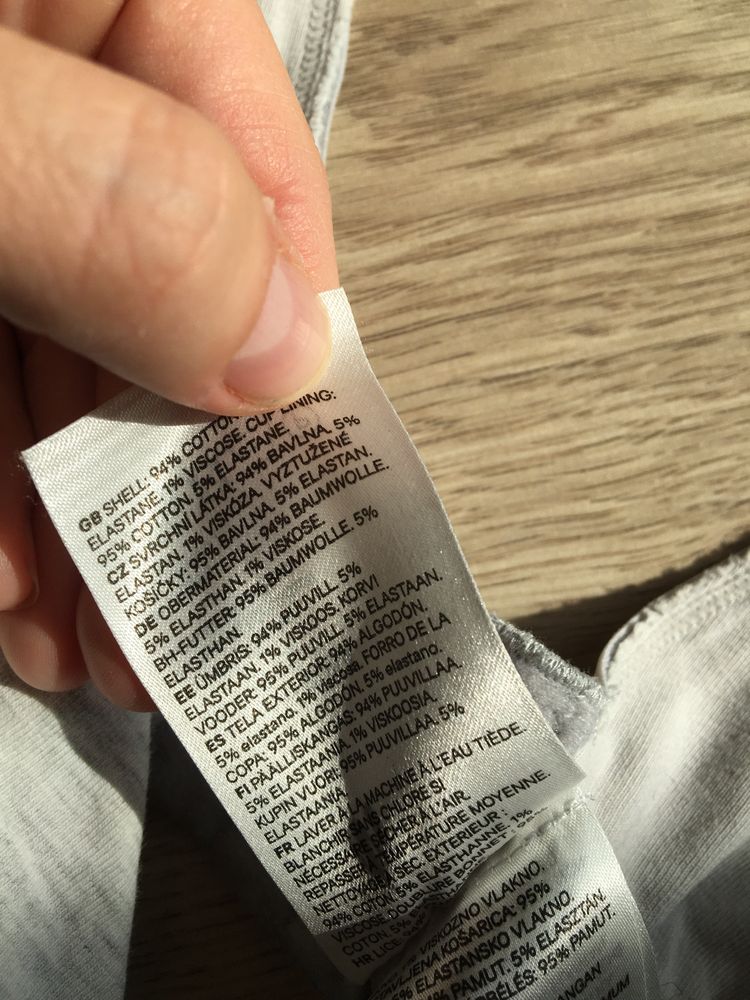 GB SHELL: 94% COTTON 5%
ELASTANE. 1% VISCOSE. CUP LINING:
95% COTTON. 5% ELASTANE.
CZ SVRCHNI LÁTKA: 94% BAVLNA. 5%
ELASTAN. 1% VISKÓZA. VYZTUŽENÉ
KOŠIČKY: 95% BAVLNA. 5% ELASTAN.
DE OBERMATERIAL: 94% BAUMWOLLE.
5% ELASTHAN. 1% VISKOSE.
BH-FUTTER: 95% BAUMWOLLE. 5%
ELASTHAN.
EE ÜMBRIS: 94% PUUVILL. 5%
ELASTAAN. 1% VISKOOS. KORVI
VOODER: 95% PUUVILL. 5% ELASTAAN.
ES TELA EXTERIOR: 94% ALGODÓN.
5% elastano. 1% viscosa. FORRO DE LA
COPA: 95% ALGODÓN. 5% elastano.
FI PÄÄLLISKANGAS: 94% PUUVILLAA.
5% ELASTAANIA. 1% VISKOOSIA.
KUPIN VUORI: 95% PUUVILLAA. 5%
ELASTAANIA.
FR LAVER À LA MACHINE À L'EAU TIÈDE.
BLANCHIR SANS CHLORE SI
NÉCESSAIRE SÉCHER À L'AIR.
REPASSER À TEMPÉRATURE MOYENNE.
NETTOYAGE À SEC. EXTERIEUR :
94% COTON 5% ELASTHANNE. 1%
VISCOSE. DOUBLURE BONNET : 95%
COTON 5%
HR LICE: 94%
VISKOZNO VLAKNO.
KOŠARICA: 95%
5% ELASTANSKO VLAKNO.
PAMUT. 5% ELASZTÁN.
BÉLÉS: 95% PAMUT.